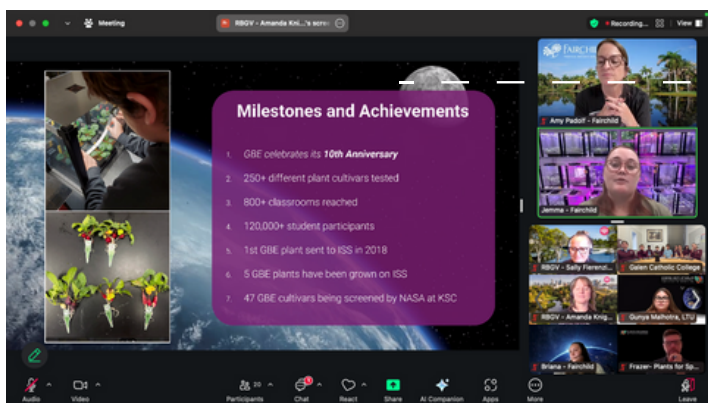 Meeting
RBGV - Amanda Kni...'s scre
Recording...
View
Milestones and Achievements
1. GBE celebrates its 10th Anniversary
2. 250+ different plant cultivars tested
3. 800+ classrooms reached
4. 120,000+ student participants
5. 1st GBE plant sent to ISS in 2018
6. 5 GBE plants have been grown on ISS
7. 47 GBE cultivars being screened by NASA at KSC
FAIRCHI
Amy Padolf - Fairchild
Jemma - Fairchild
RBGV - Sally Fierenzi...
Galen Catholic College
RBGV - Amanda Knig...
Gunya Malhotra, LTU
Briana - Fairchild
Frazer- Plants for Sp...
Audio
Video
20
Participants
Chat
React
Share
AI Companion
Apps
More
Leave